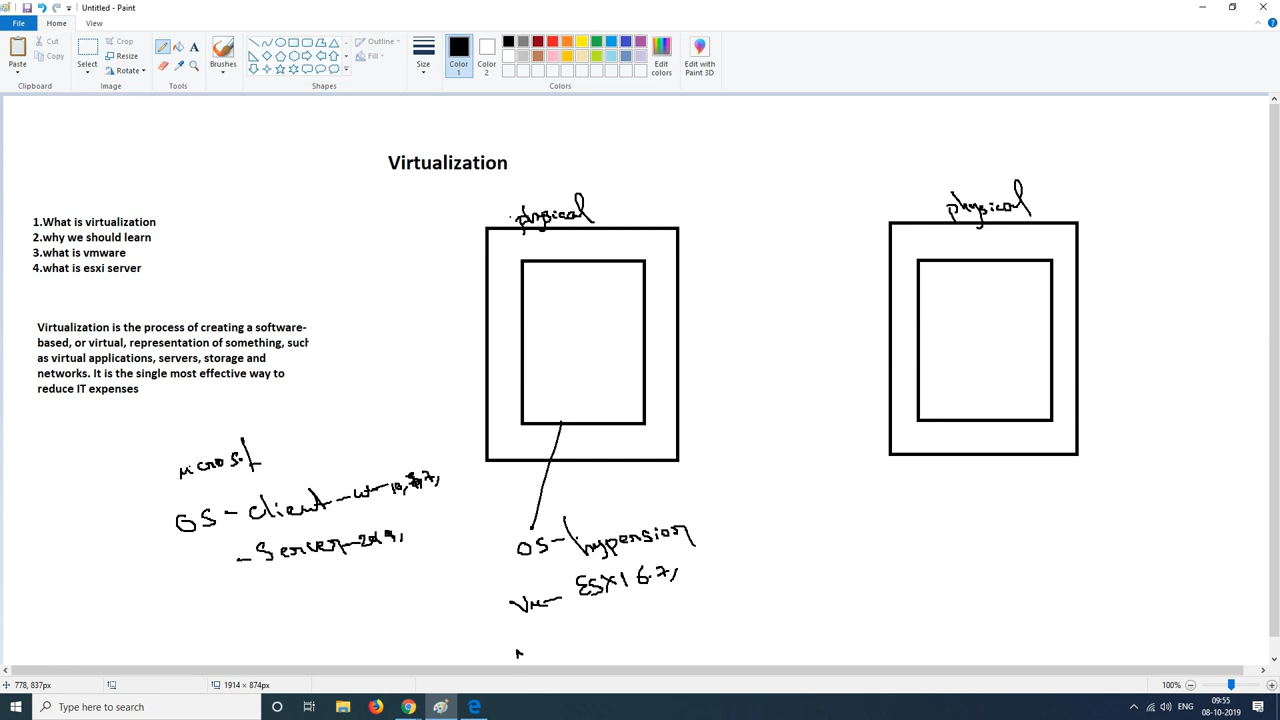 Untitled - Paint
File Home View
Paste Cut Copy Clipboard
Select Crop Resize Rotate Image
Tools
Brushes
Outline Fill Shapes
Size
Color 1 Color 2 Edit colors Colors
Edit with Paint 3D
Virtualization
physical
physical
1.What is virtualization
2.why we should learn
3.what is vmware
4.what is esxi server
Virtualization is the process of creating a software-
based, or virtual, representation of something, such
as virtual applications, servers, storage and
networks. It is the single most effective way to
reduce IT expenses
OS - client -
- Server -
OS -
ESXI 6.7,
778, 837px
1914 × 874px
100%
Type here to search
ENG
09:55
08-10-2019